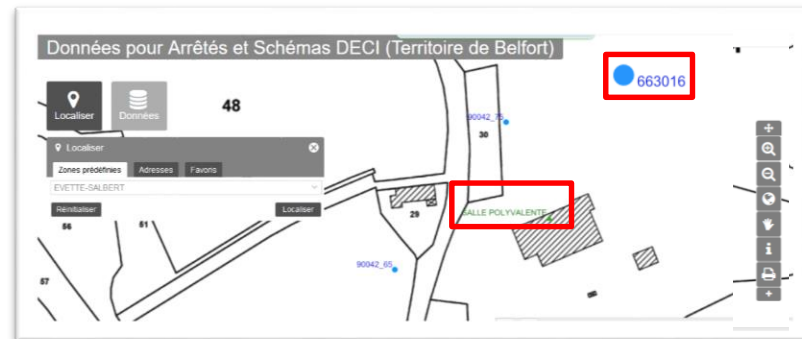 Données pour Arrêtés et Schémas DECI (Territoire de Belfort)
663016
Localiser
Données
48
90042_75
30
Localiser
Zones prédéfinies Adresses Favoris
EVETTE-SALBERT
Réinitialiser Localiser
SALLE POLYVALENTE
29
56
51
90042_65
57